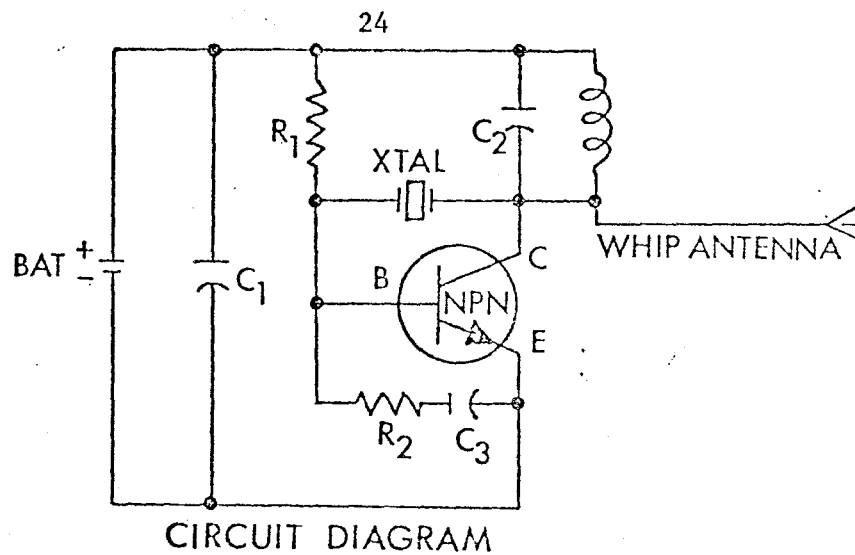 24
R1
C2
XTAL
BAT + -
C1
B
C
NPN
E
WHIP ANTENNA
R2
C3
CIRCUIT DIAGRAM